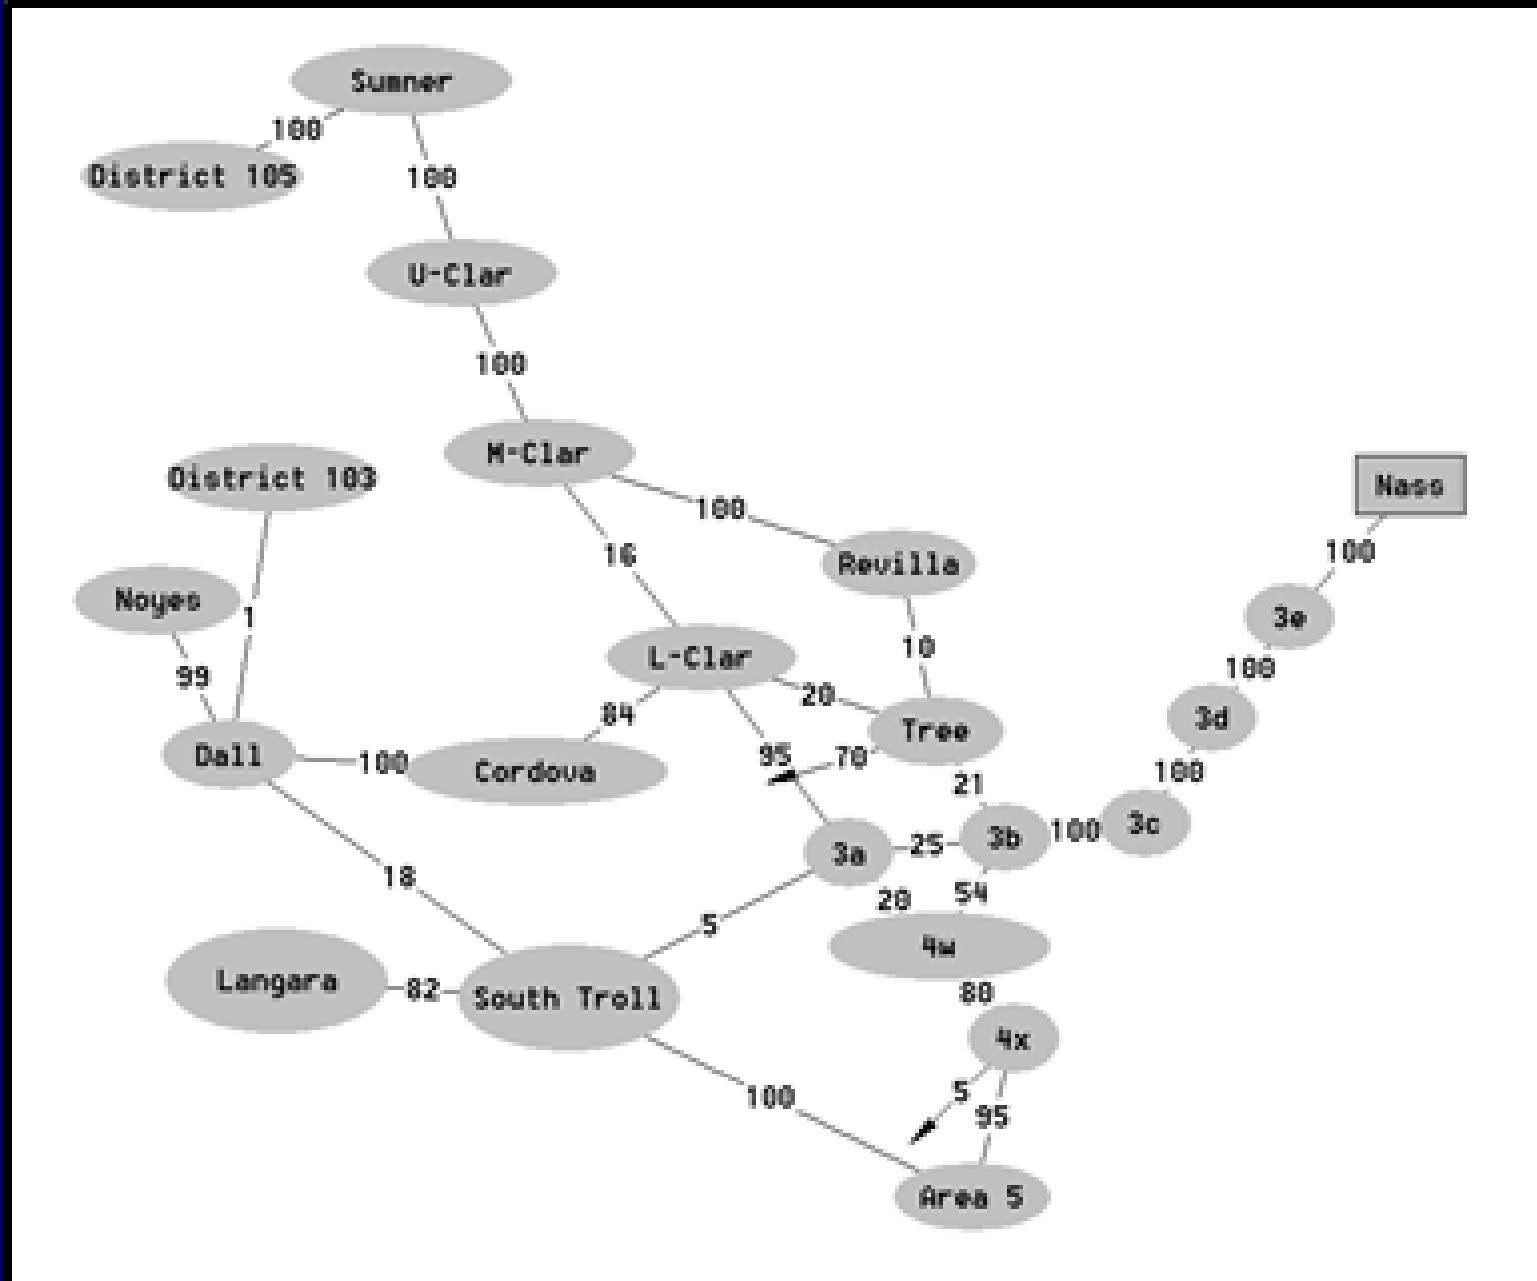 Sumner
100
District 105
100
U-Clar
100
M-Clar
District 103
Nass
100
100
16
Revilla
Noyes
1
3e
10
L-Clar
99
100
20
84
3d
Tree
Dall
100
Cordova
95
70
100
21
3b
100
3c
3a
25
18
20
54
5
4w
Langara
82
South Troll
80
4x
5
100
95
Area 5